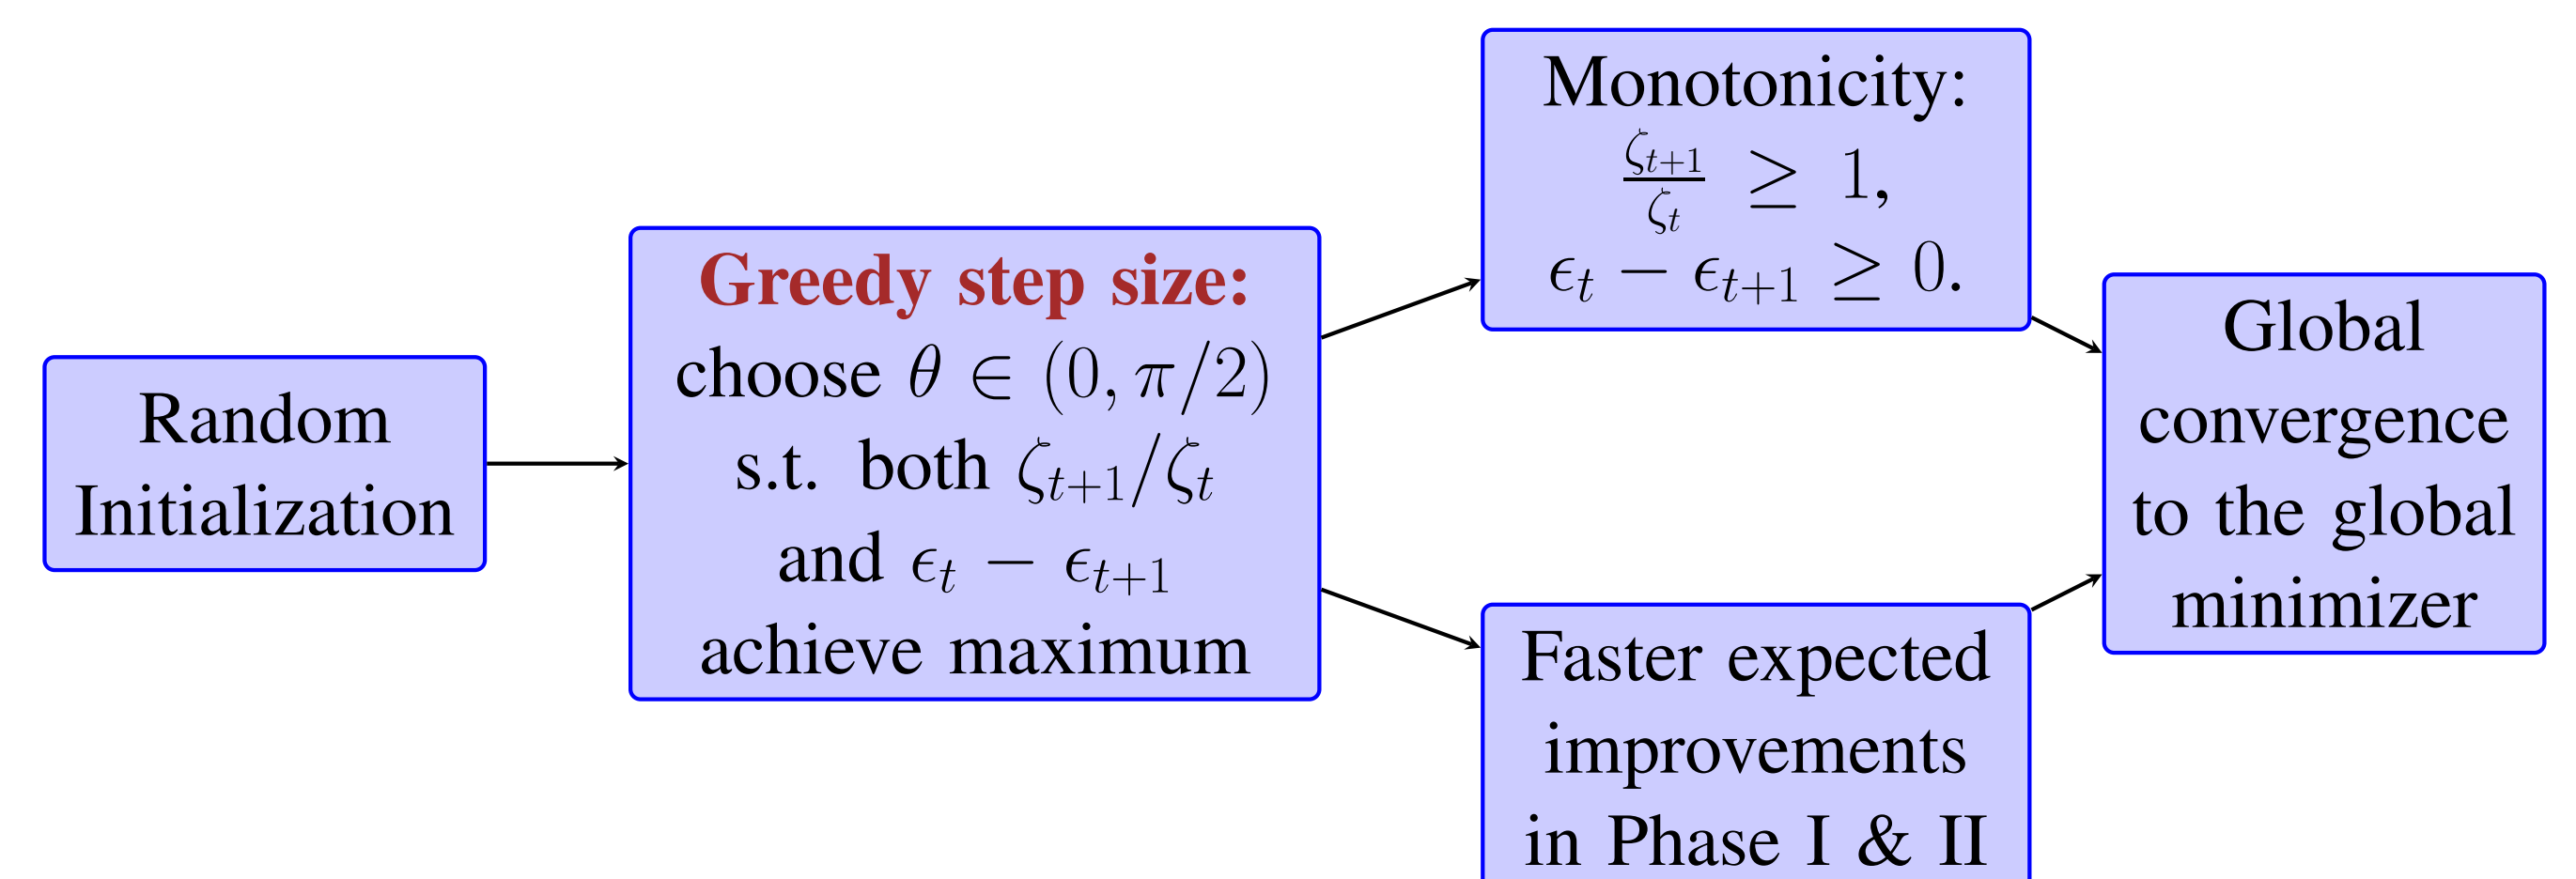 Random
Initialization
Greedy step size:
choose θ ∈ (0, π/2)
s.t. both ζ_{t+1}/ζ_t
and ϵ_t − ϵ_{t+1}
achieve maximum
Monotonicity:
ζ_{t+1}/ζ_t ≥ 1,
ϵ_t − ϵ_{t+1} ≥ 0.
Faster expected
improvements
in Phase I & II
Global
convergence
to the global
minimizer